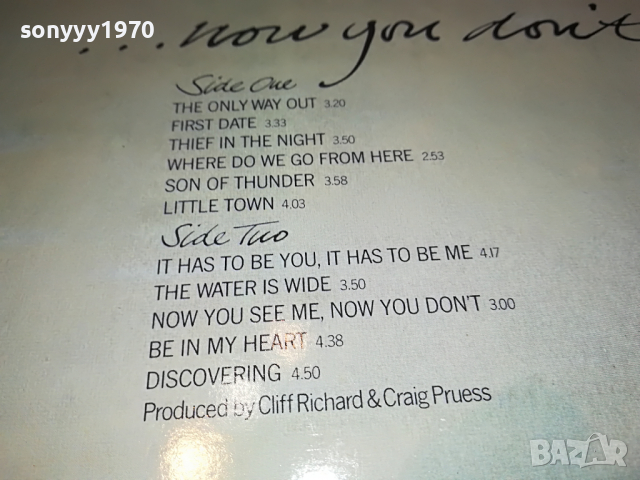 sonyyy1970
...now you don't
Side One
THE ONLY WAY OUT 3.20
FIRST DATE 3.33
THIEF IN THE NIGHT 3.50
WHERE DO WE GO FROM HERE 2.53
SON OF THUNDER 3.58
LITTLE TOWN 4.03
Side Two
IT HAS TO BE YOU, IT HAS TO BE ME 4.17
THE WATER IS WIDE 3.50
NOW YOU SEE ME, NOW YOU DON'T 3.00
BE IN MY HEART 4.38
DISCOVERING 4.50
Produced by Cliff Richard & Craig Pruess
BAZAR